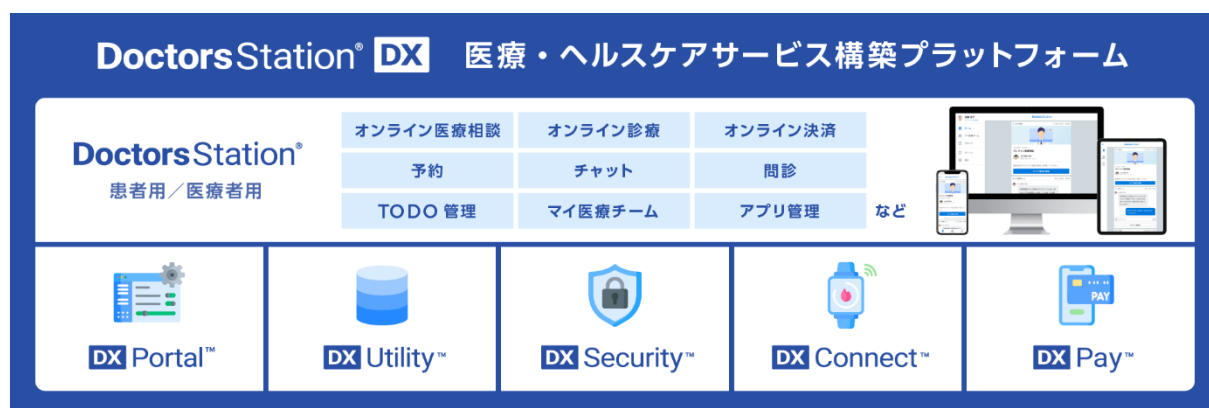 DoctorsStation® DX 医療・ヘルスケアサービス構築プラットフォーム
DoctorsStation®
患者用／医療者用
オンライン医療相談 オンライン診療 オンライン決済
予約 チャット 問診
TODO 管理 マイ医療チーム アプリ管理 など
DX Portal™ DX Utility™ DX Security™ DX Connect™ DX Pay™
PAY